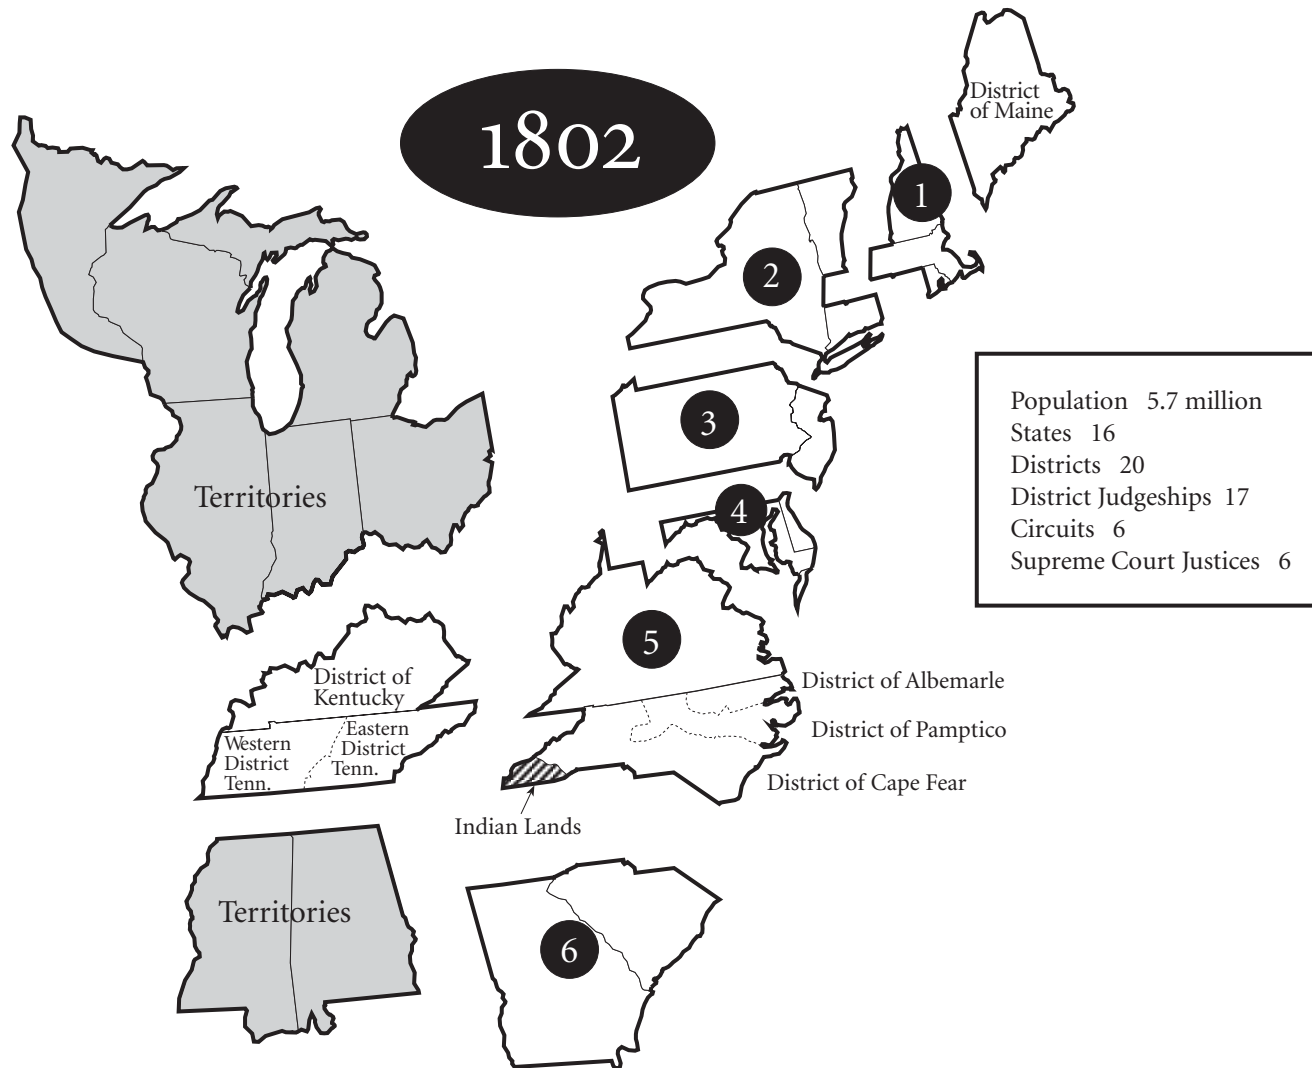 1802
District
of Maine
1
2
3
4
Population 5.7 million
States 16
Districts 20
District Judgeships 17
Circuits 6
Supreme Court Justices 6
Territories
5
District of
Kentucky
Western
District
Tenn.
Eastern
District
Tenn.
District of Albemarle
District of Pamptico
District of Cape Fear
Indian Lands
Territories
6